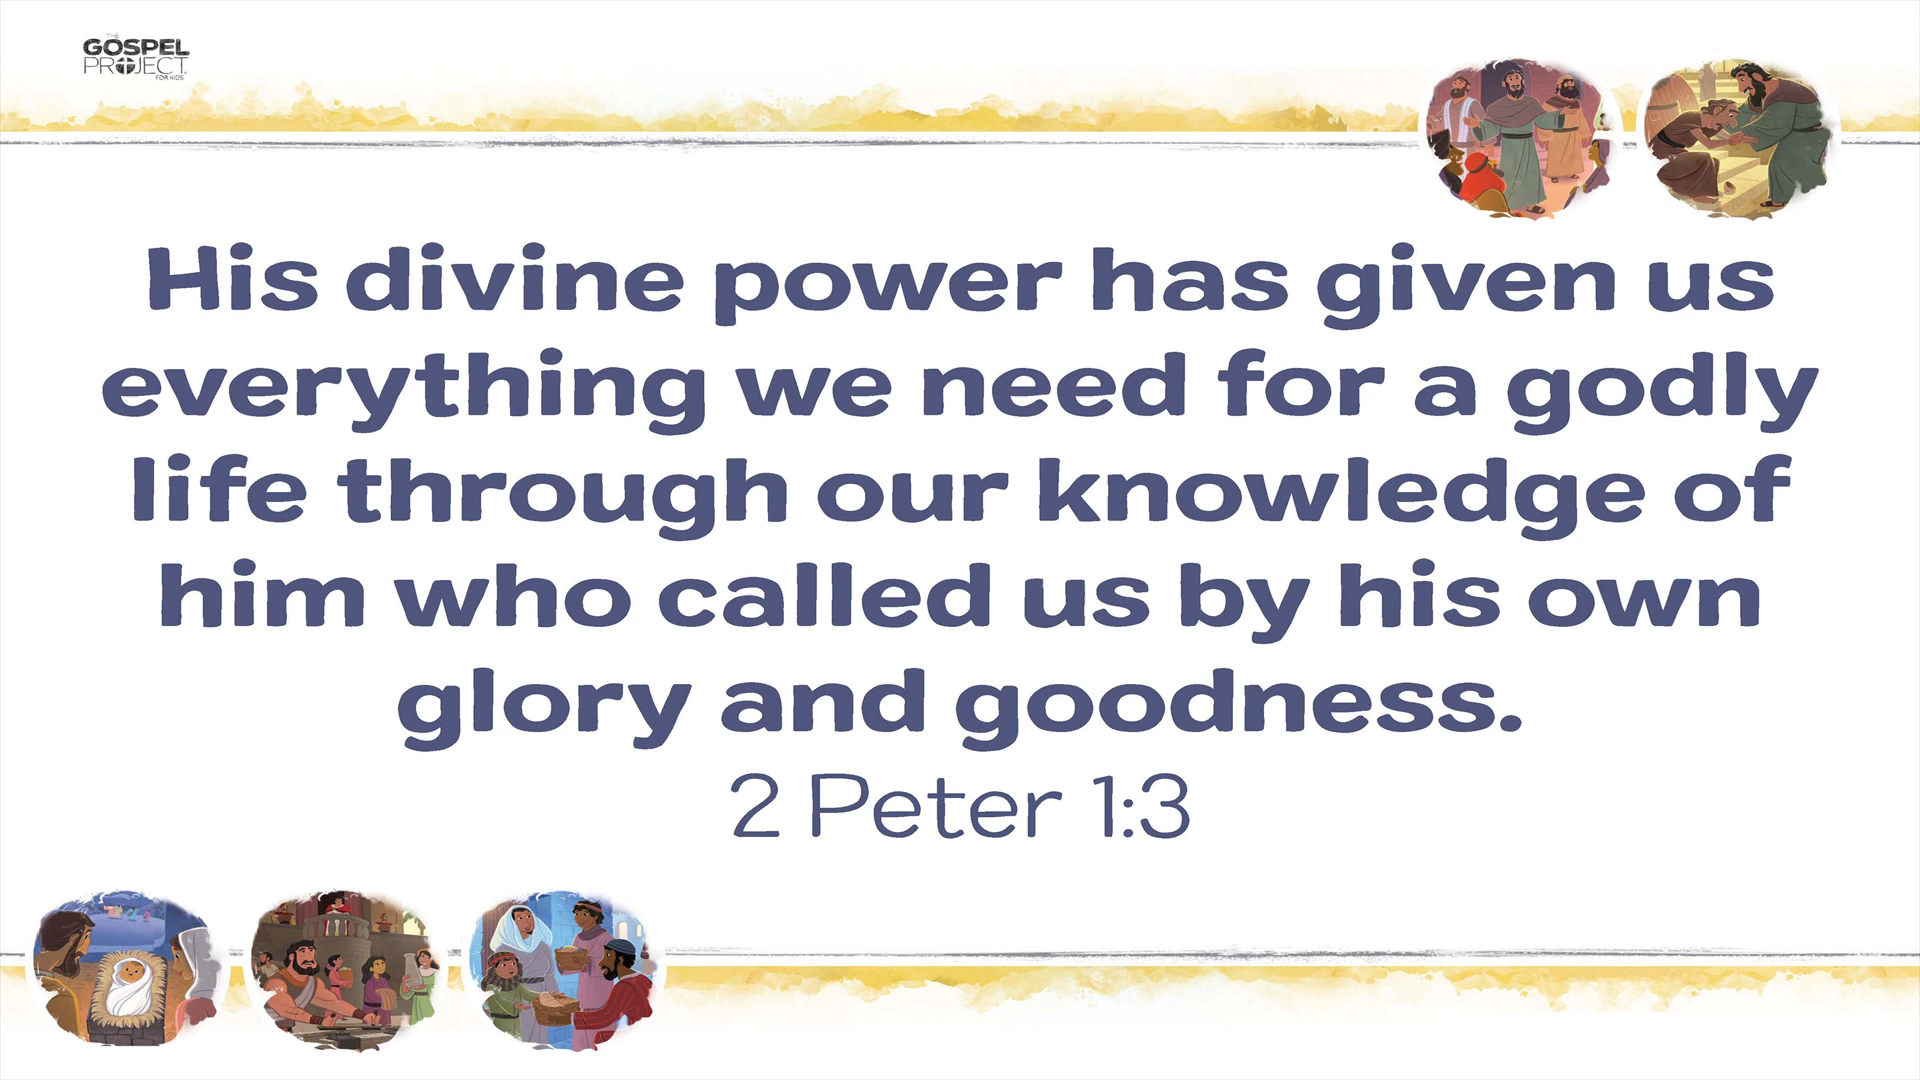 THE
GOSPEL
PROJECT
FOR KIDS
His divine power has given us
everything we need for a godly
life through our knowledge of
him who called us by his own
glory and goodness.
2 Peter 1:3